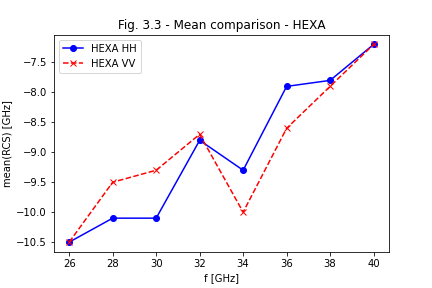 Fig. 3.3 - Mean comparison - HEXA
HEXA HH
HEXA VV
mean(RCS) [GHz]
−7.5
−8.0
−8.5
−9.0
−9.5
−10.0
−10.5
26 28 30 32 34 36 38 40
f [GHz]